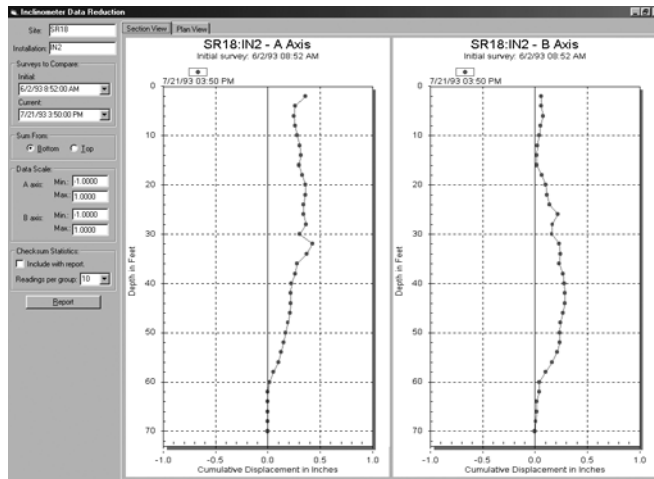 Inclinometer Data Reduction
Site: SR18
Installation: IN2
Surveys to Compare:
Initial:
6/2/93 8:52:00 AM
Current:
7/21/93 3:50:00 PM
Sum From:
Bottom Top
Data Scale:
A axis: Min.: -1.0000
Max.: 1.0000
B axis: Min.: -1.0000
Max.: 1.0000
Checksum Statistics:
Include with report.
Readings per group: 10
Report
Section View Plan View
SR18:IN2 - A Axis
Initial survey: 6/2/93 08:52 AM
7/21/93 03:50 PM
0
10
20
30
40
50
60
70
Depth in Feet
-1.0 -0.5 0.0 0.5 1.0
Cumulative Displacement in Inches
SR18:IN2 - B Axis
Initial survey: 6/2/93 08:52 AM
7/21/93 03:50 PM
0
10
20
30
40
50
60
70
Depth in Feet
-1.0 -0.5 0.0 0.5 1.0
Cumulative Displacement in Inches